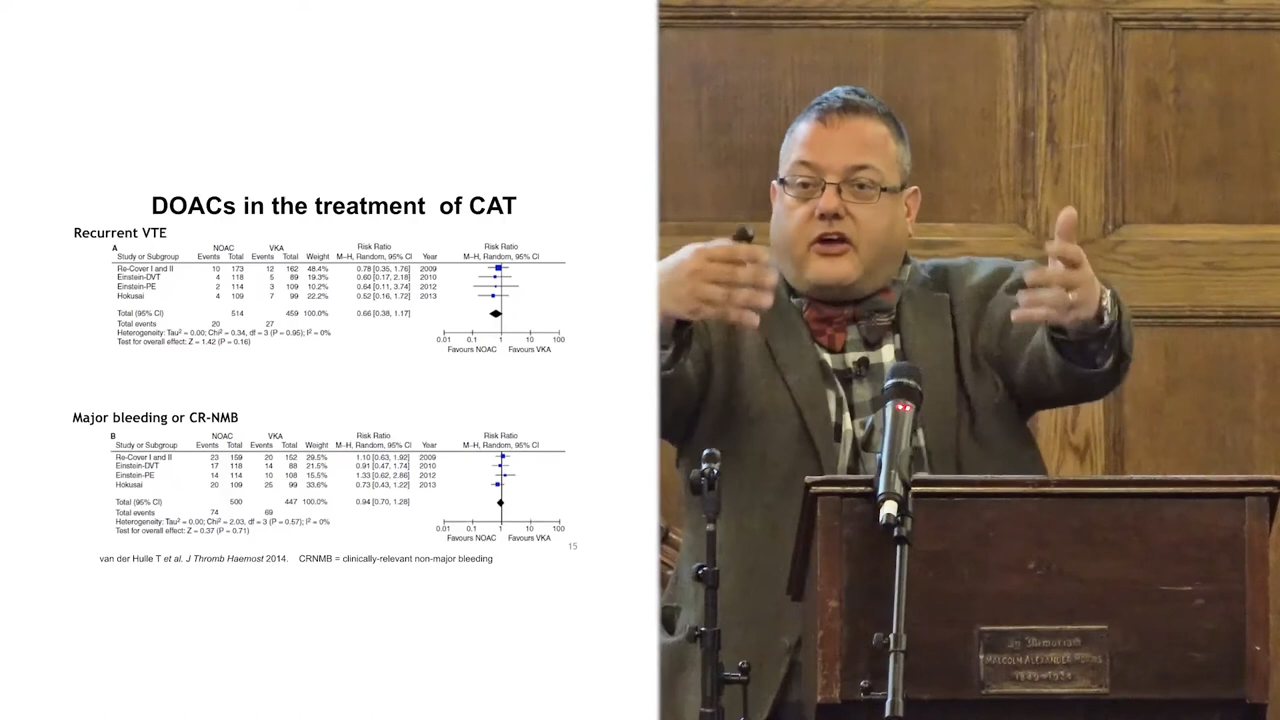 DOACs in the treatment of CAT
Recurrent VTE
A NOAC VKA Risk Ratio Risk Ratio
Study or Subgroup Events Total Events Total Weight M–H, Random, 95% CI Year M–H, Random, 95% CI
Re-Cover I and II 10 173 12 162 48.4% 0.78 [0.35, 1.76] 2009
Einstein-DVT 4 118 5 89 19.3% 0.60 [0.17, 2.18] 2010
Einstein-PE 2 114 3 109 10.2% 0.64 [0.11, 3.74] 2012
Hokusai 4 109 7 99 22.2% 0.52 [0.16, 1.72] 2013
Total (95% CI) 514 459 100.0% 0.66 [0.38, 1.17]
Total events 20 27
Heterogeneity: Tau² = 0.00; Chi² = 0.34, df = 3 (P = 0.95); I² = 0%
Test for overall effect: Z = 1.42 (P = 0.16)
0.01 0.1 1 10 100
Favours NOAC Favours VKA
Major bleeding or CR-NMB
B NOAC VKA Risk Ratio Risk Ratio
Study or Subgroup Events Total Events Total Weight M–H, Random, 95% CI Year M–H, Random, 95% CI
Re-Cover I and II 23 159 20 152 29.5% 1.10 [0.63, 1.92] 2009
Einstein-DVT 17 118 14 88 21.5% 0.91 [0.47, 1.74] 2010
Einstein-PE 14 114 10 108 15.5% 1.33 [0.62, 2.86] 2012
Hokusai 20 109 25 99 33.6% 0.73 [0.43, 1.22] 2013
Total (95% CI) 500 447 100.0% 0.94 [0.70, 1.28]
Total events 74 69
Heterogeneity: Tau² = 0.00; Chi² = 2.03, df = 3 (P = 0.57); I² = 0%
Test for overall effect: Z = 0.37 (P = 0.71)
0.01 0.1 1 10 100
Favours NOAC Favours VKA
15
van der Hulle T et al. J Thromb Haemost 2014. CRNMB = clinically-relevant non-major bleeding
In Memoriam
MALCOLM ALEXANDER